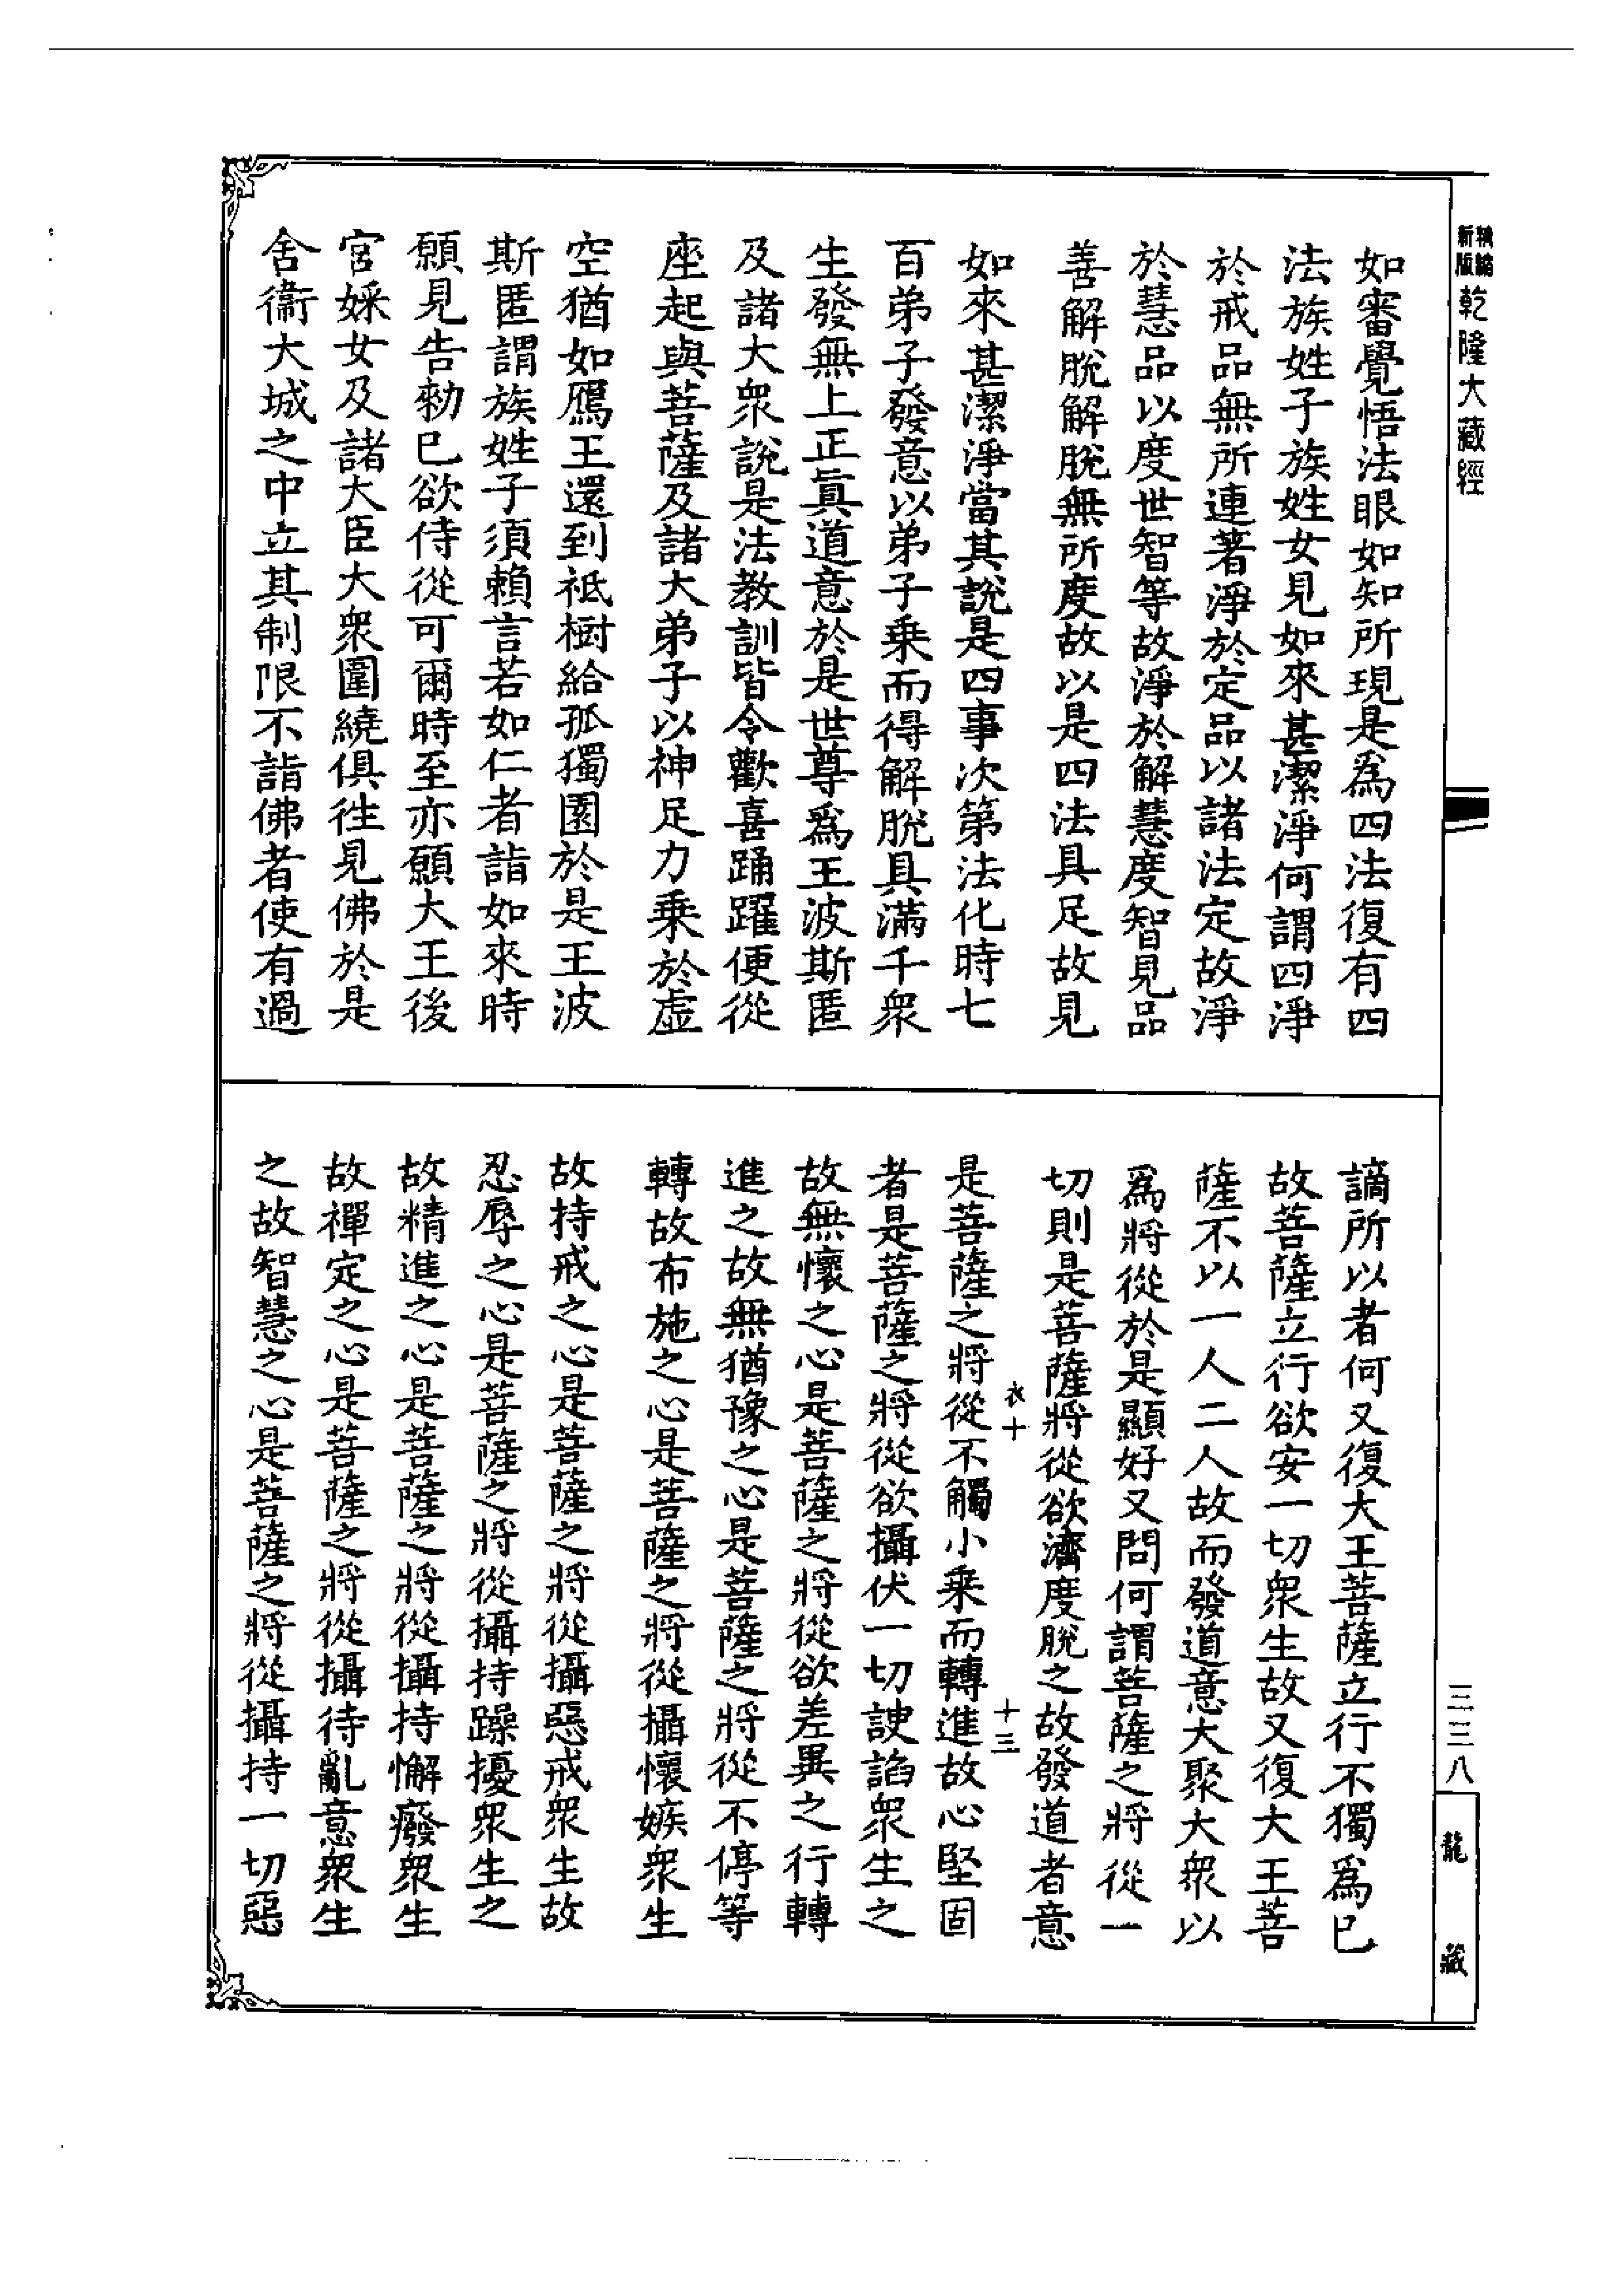 新版精縮乾隆大藏經
如審覺悟法眼如知所現是為四法復有四
法族姓子族姓女見如來甚潔淨何謂四淨
於戒品無所連著淨於定品以諸法定故淨
於慧品以度世智等故淨於解慧度智見品
善解脫解脫無所度故以是四法具足故見
如來甚潔淨當其說是四事次第法化時七
百弟子發意以弟子乘而得解脫具滿千衆
生發無上正眞道意於是世尊爲王波斯匿
及諸大衆說是法教訓皆令歡喜踊躍便從
座起與菩薩及諸大弟子以神足力乘於虛
空猶如鴈王還到祇樹給孤獨園於是王波
斯匿謂族姓子須賴言若如仁者詣如來時
願見告勑已欲侍從可爾時至亦願大王後
宮婇女及諸大臣大衆圍繞俱徃見佛於是
舍衞大城之中立其制限不詣佛者使有過
謫所以者何又復大王菩薩立行不獨爲已
故菩薩立行欲安一切衆生故又復大王菩
薩不以一人二人故而發道意大聚大衆以
爲將從於是顯好又問何謂菩薩之將從一
切則是菩薩將從欲濟度脫之故發道者意
衣十 十三
是菩薩之將從不觸小乘而轉進故心堅固
者是菩薩之將從欲攝伏一切諛諂衆生之
故無懷之心是菩薩之將從欲差異之行轉
進之故無猶豫之心是菩薩之將從不停等
轉故布施之心是菩薩之將從攝懷嫉衆生
故持戒之心是菩薩之將從攝惡戒衆生故
忍辱之心是菩薩之將從攝持躁擾衆生之
故精進之心是菩薩之將從攝持懈癈衆生
故禪定之心是菩薩之將從攝待亂意衆生
之故智慧之心是菩薩之將從攝持一切惡
三三八
龍藏